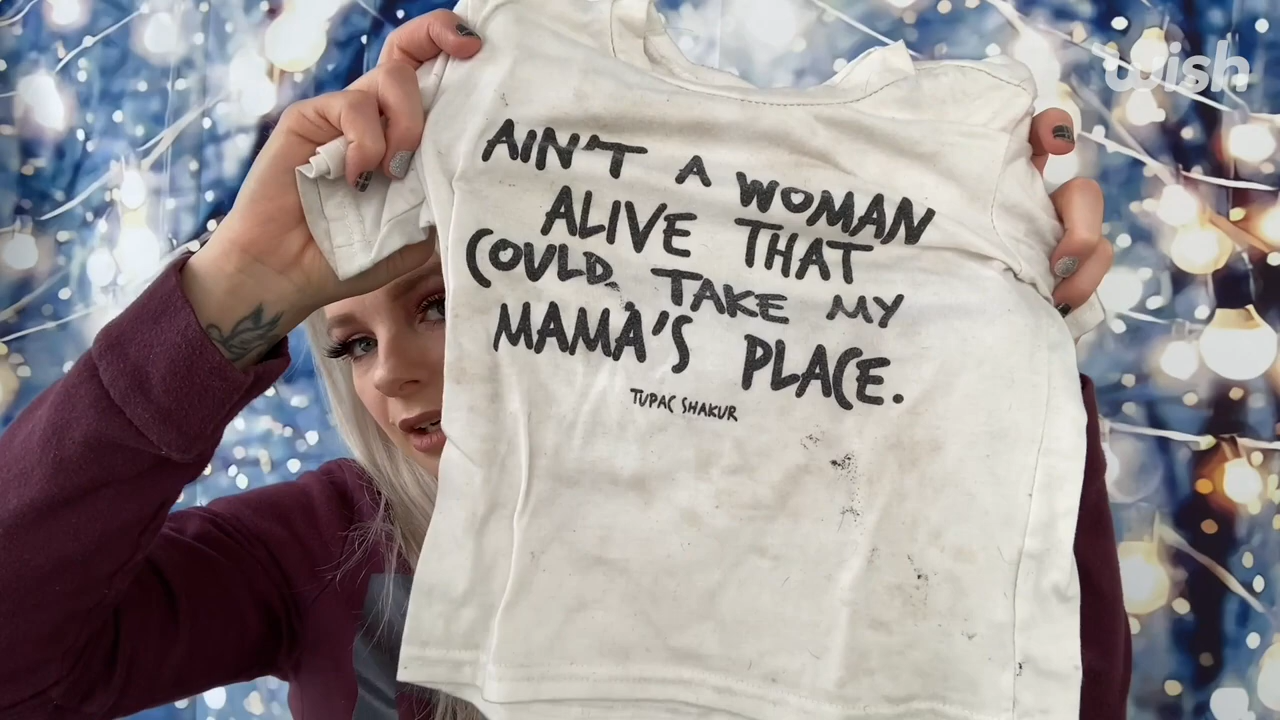 wish
AIN'T A WOMAN
ALIVE THAT
COULD TAKE MY
MAMA'S PLACE.
TUPAC SHAKUR